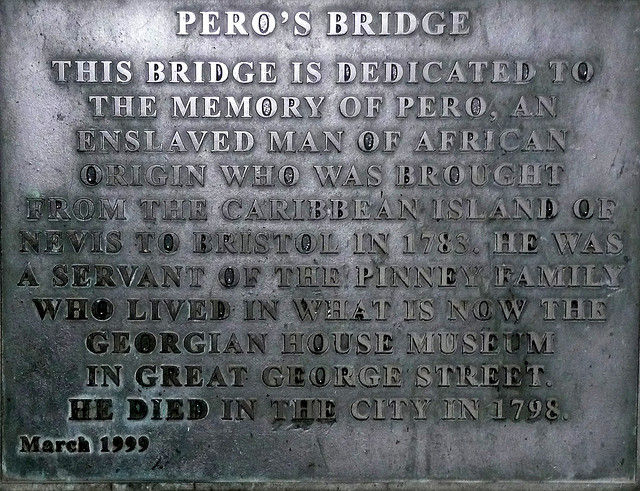 PERO'S BRIDGE
THIS BRIDGE IS DEDICATED TO
THE MEMORY OF PERO, AN
ENSLAVED MAN OF AFRICAN
ORIGIN WHO WAS BROUGHT
FROM THE CARIBBEAN ISLAND OF
NEVIS TO BRISTOL IN 1783. HE WAS
A SERVANT OF THE PINNEY FAMILY
WHO LIVED IN WHAT IS NOW THE
GEORGIAN HOUSE MUSEUM
IN GREAT GEORGE STREET.
HE DIED IN THE CITY IN 1798.
March 1999